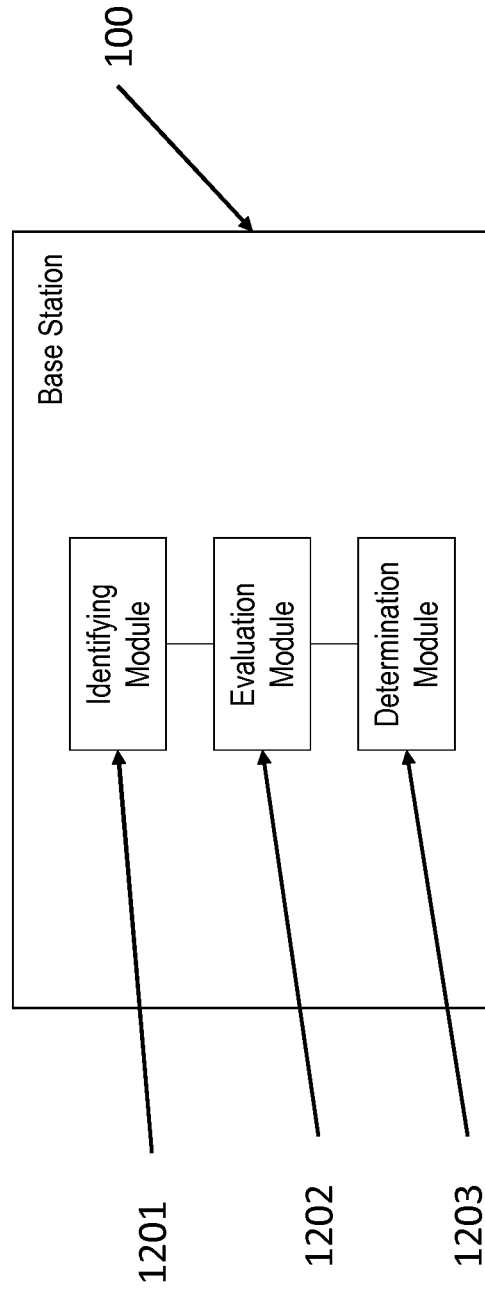 Base Station
100
Identifying
Module
1201
Evaluation
Module
1202
Determination
Module
1203